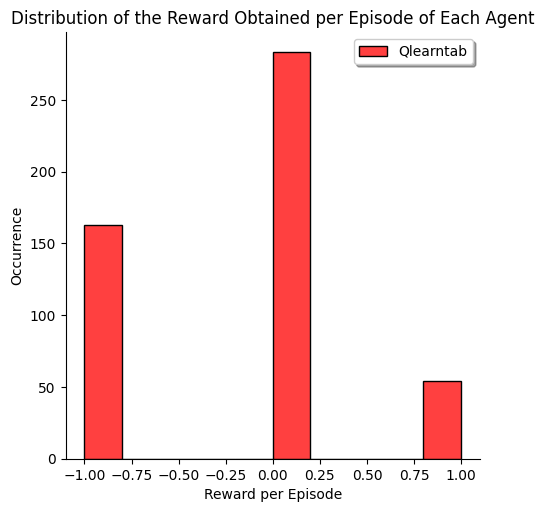 Distribution of the Reward Obtained per Episode of Each Agent
Qlearntab
Occurrence
250
200
150
100
50
0
−1.00 −0.75 −0.50 −0.25 0.00 0.25 0.50 0.75 1.00
Reward per Episode